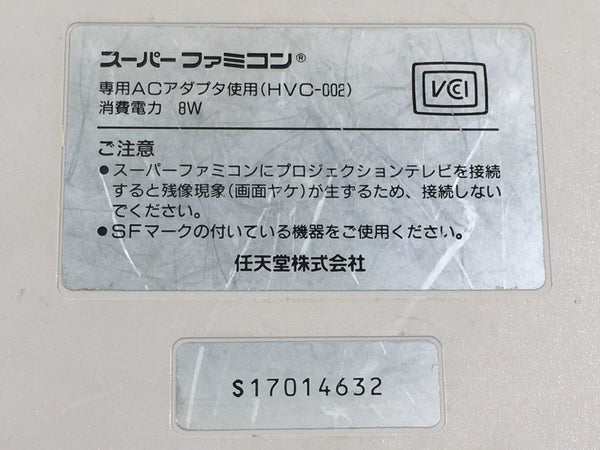 スーパーファミコン®
専用ACアダプタ使用(HVC-002)
消費電力 8W
VCCI
ご注意
●スーパーファミコンにプロジェクションテレビを接続
すると残像現象(画面ヤケ)が生ずるため、接続しない
でください。
●SFマークの付いている機器をご使用ください。
任天堂株式会社
S17014632